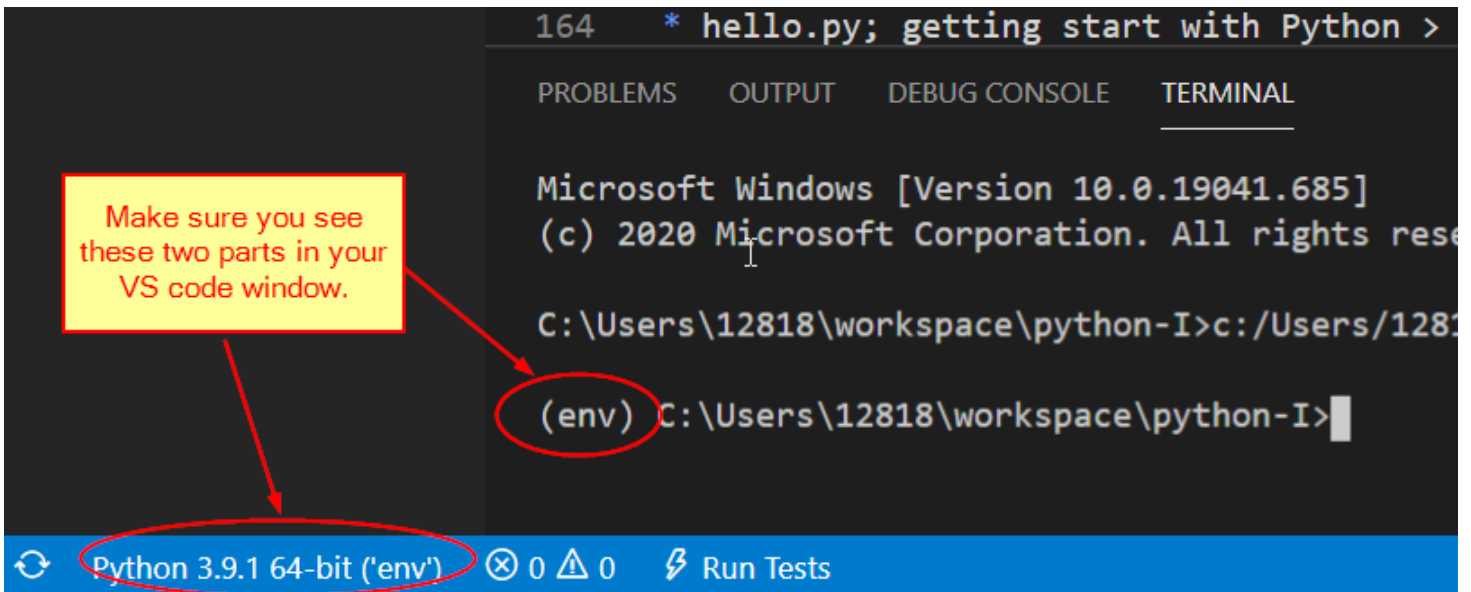 164 * hello.py; getting start with Python >
PROBLEMS OUTPUT DEBUG CONSOLE TERMINAL
Microsoft Windows [Version 10.0.19041.685]
(c) 2020 Microsoft Corporation. All rights rese
Make sure you see
these two parts in your
VS code window.
C:\Users\12818\workspace\python-I>c:/Users/1281
(env) C:\Users\12818\workspace\python-I>
Python 3.9.1 64-bit ('env') 0 0 Run Tests